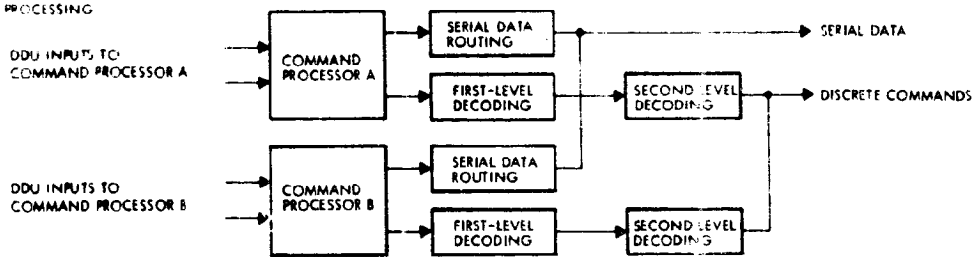 PROCESSING
DDU INPUTS TO
COMMAND PROCESSOR A
COMMAND
PROCESSOR A
SERIAL DATA
ROUTING
SERIAL DATA
FIRST-LEVEL
DECODING
SECOND LEVEL
DECODING
DISCRETE COMMANDS
DDU INPUTS TO
COMMAND PROCESSOR B
COMMAND
PROCESSOR B
SERIAL DATA
ROUTING
FIRST-LEVEL
DECODING
SECOND LEVEL
DECODING